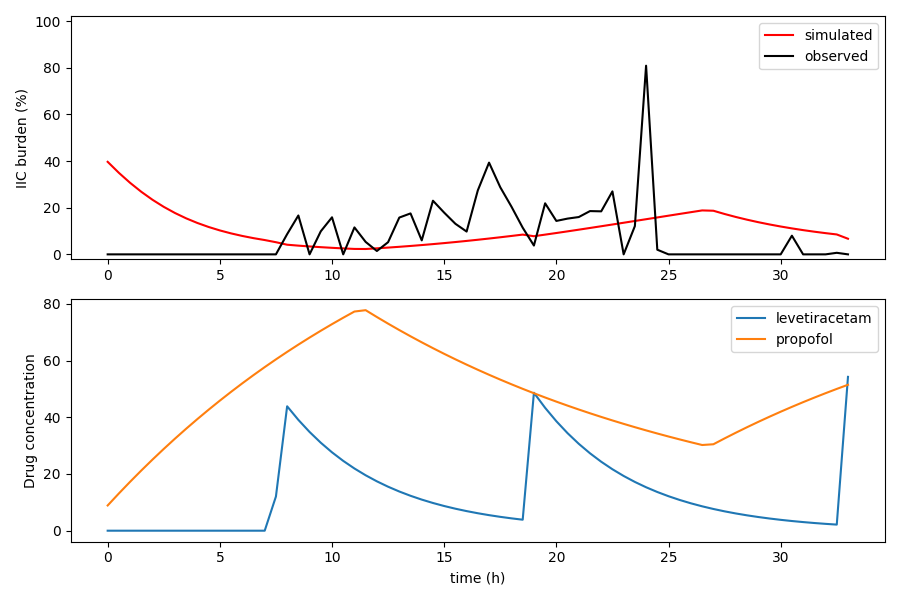 100
80
60
40
20
0
IIC burden (%)
simulated
observed
0 5 10 15 20 25 30
80
60
40
20
0
Drug concentration
levetiracetam
propofol
0 5 10 15 20 25 30
time (h)